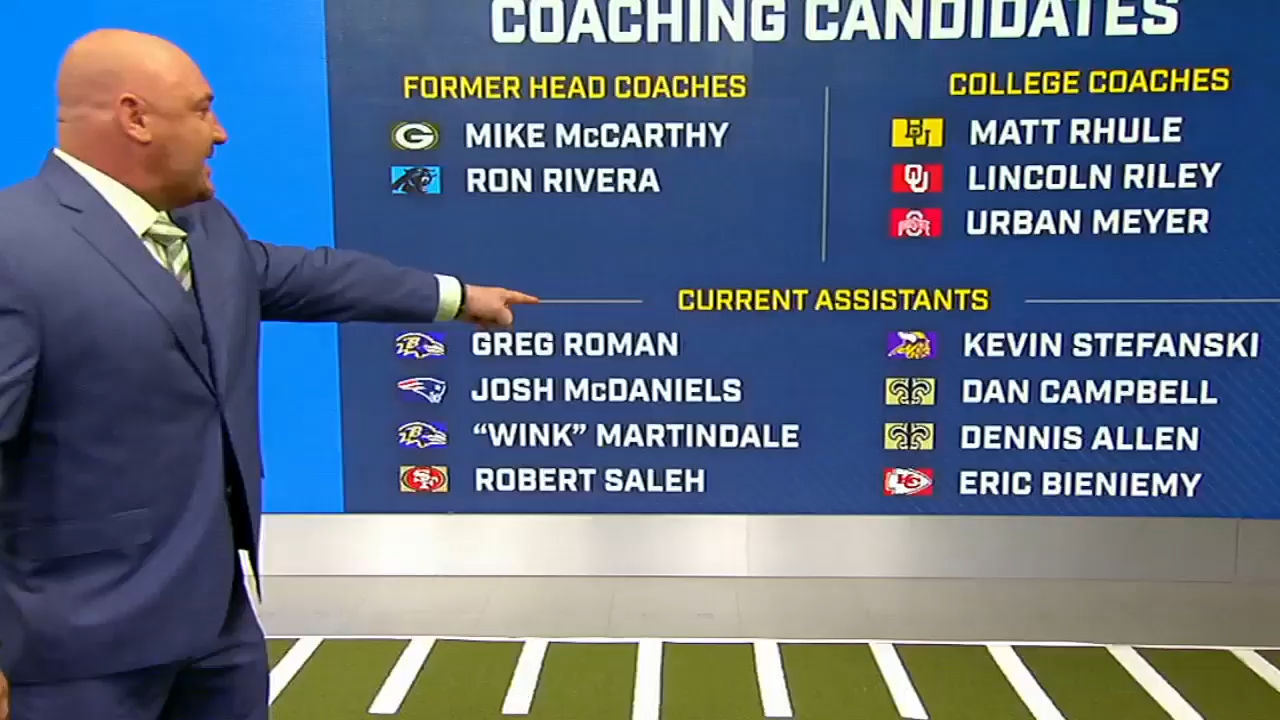 COACHING CANDIDATES
FORMER HEAD COACHES
MIKE McCARTHY
RON RIVERA
COLLEGE COACHES
MATT RHULE
LINCOLN RILEY
URBAN MEYER
CURRENT ASSISTANTS
GREG ROMAN
JOSH McDANIELS
"WINK" MARTINDALE
ROBERT SALEH
KEVIN STEFANSKI
DAN CAMPBELL
DENNIS ALLEN
ERIC BIENIEMY